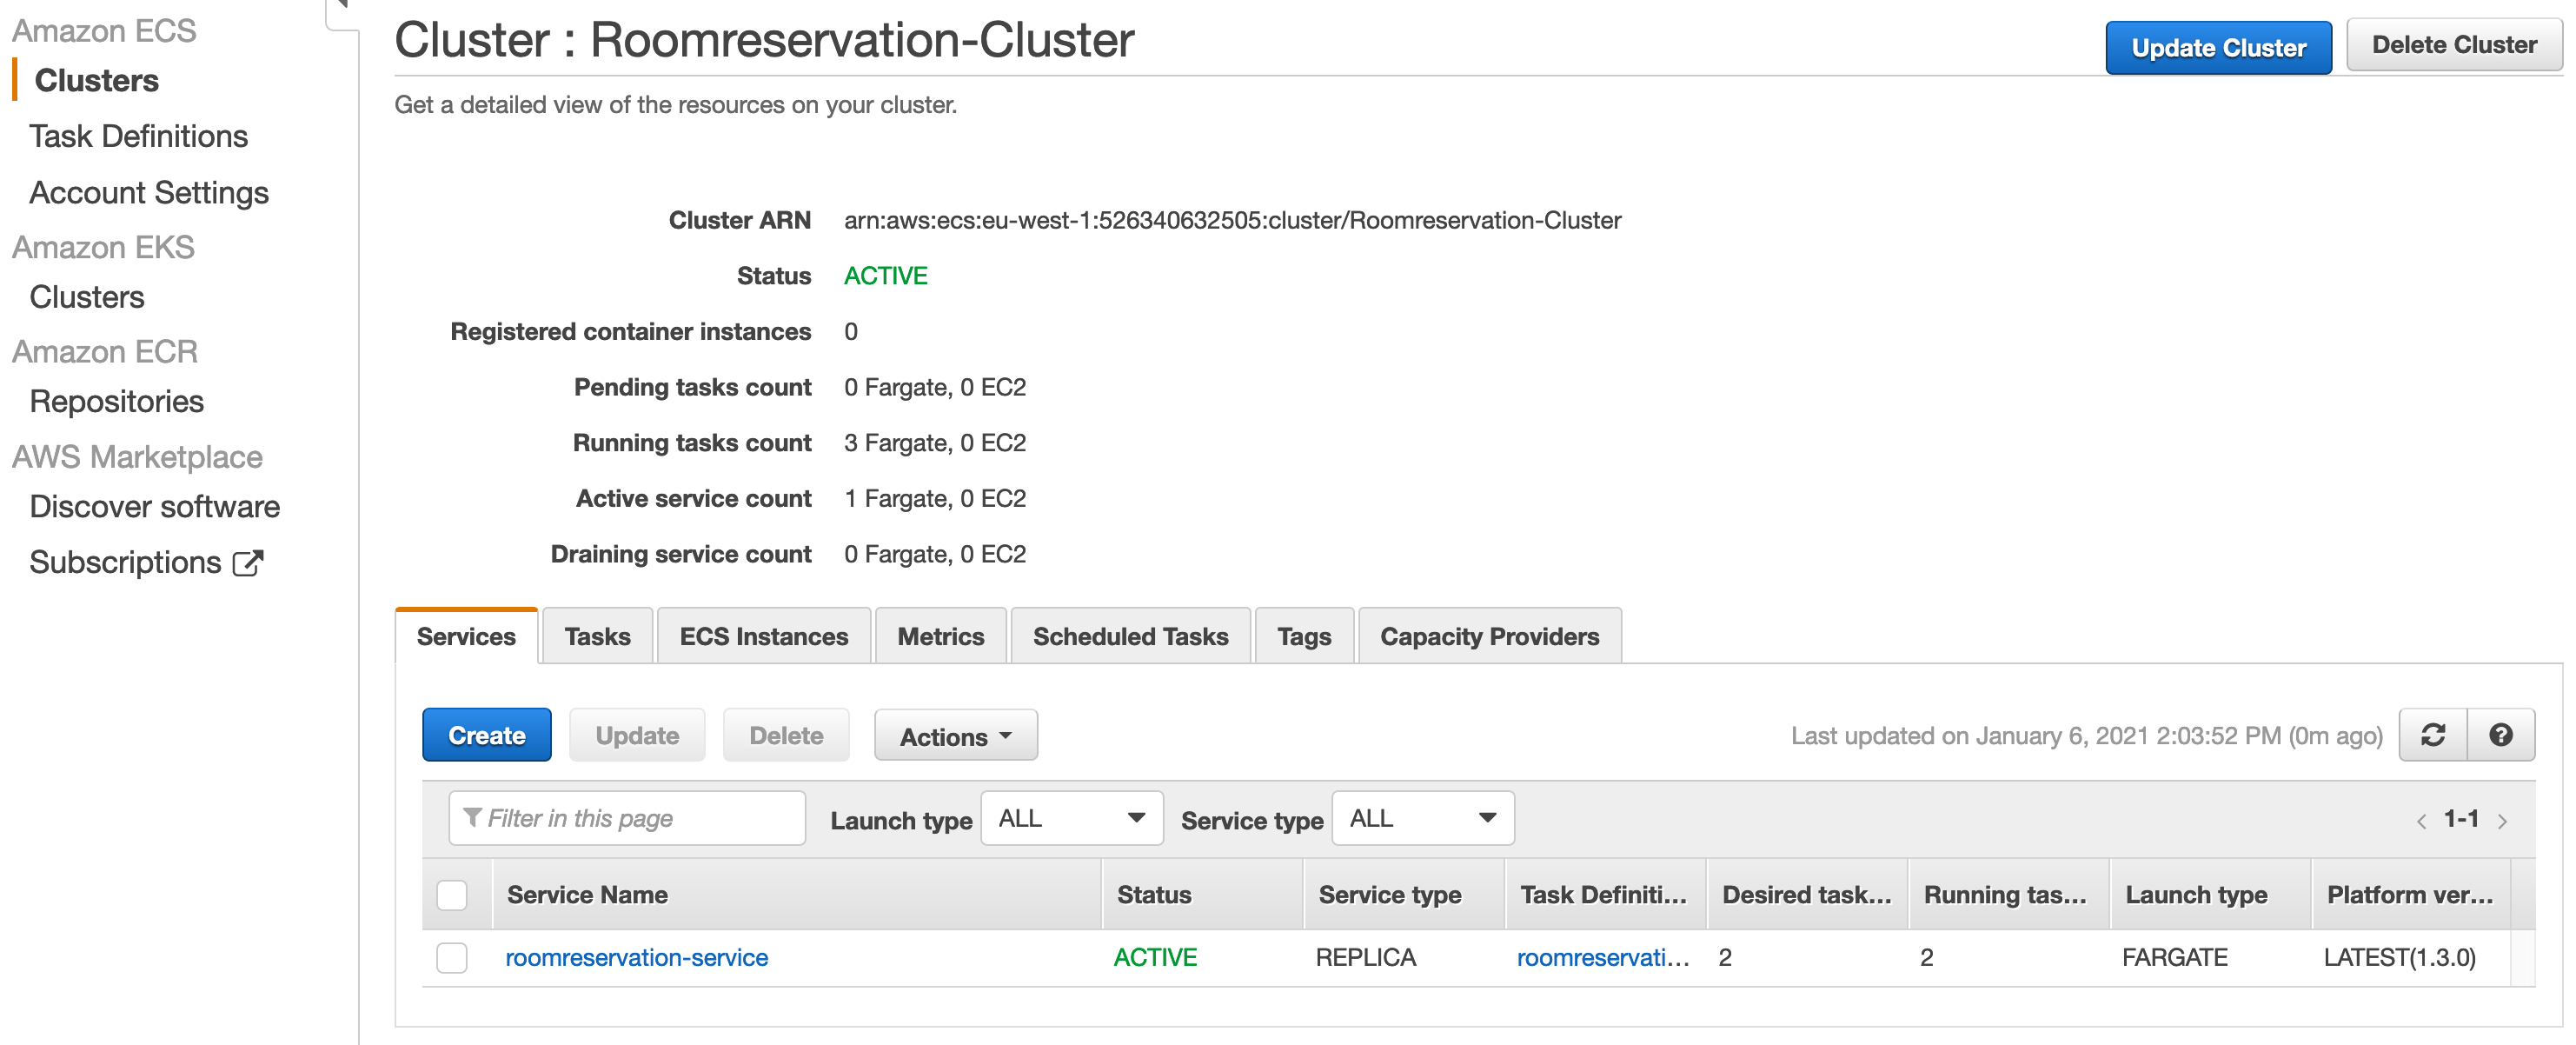 Amazon ECS
Clusters
Task Definitions
Account Settings
Amazon EKS
Clusters
Amazon ECR
Repositories
AWS Marketplace
Discover software
Subscriptions
Cluster : Roomreservation-Cluster
Update Cluster
Delete Cluster
Get a detailed view of the resources on your cluster.
Cluster ARN arn:aws:ecs:eu-west-1:526340632505:cluster/Roomreservation-Cluster
Status ACTIVE
Registered container instances 0
Pending tasks count 0 Fargate, 0 EC2
Running tasks count 3 Fargate, 0 EC2
Active service count 1 Fargate, 0 EC2
Draining service count 0 Fargate, 0 EC2
Services Tasks ECS Instances Metrics Scheduled Tasks Tags Capacity Providers
Create Update Delete Actions Last updated on January 6, 2021 2:03:52 PM (0m ago)
Filter in this page Launch type ALL Service type ALL < 1-1 >
Service Name Status Service type Task Definiti... Desired task... Running tas... Launch type Platform ver...
roomreservation-service ACTIVE REPLICA roomreservati... 2 2 FARGATE LATEST(1.3.0)